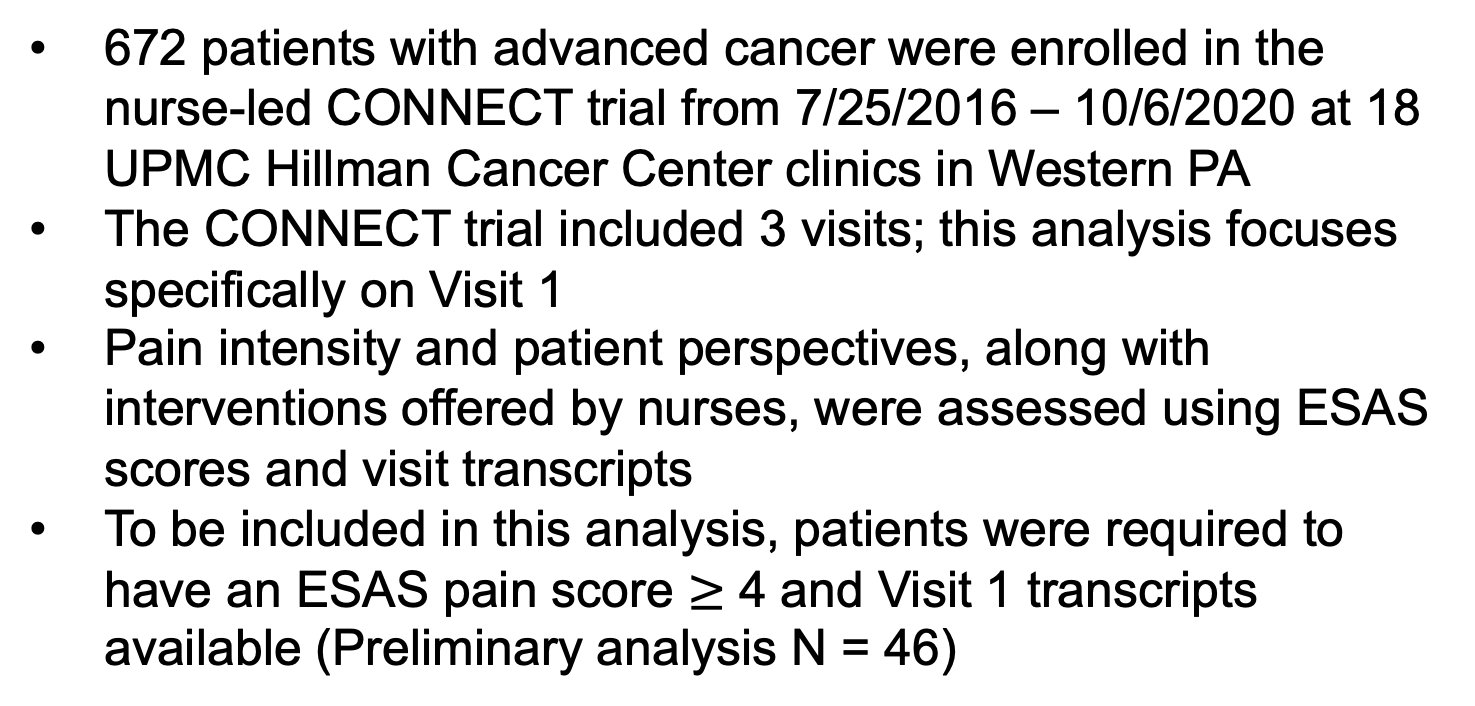 • 672 patients with advanced cancer were enrolled in the
nurse-led CONNECT trial from 7/25/2016 – 10/6/2020 at 18
UPMC Hillman Cancer Center clinics in Western PA
• The CONNECT trial included 3 visits; this analysis focuses
specifically on Visit 1
• Pain intensity and patient perspectives, along with
interventions offered by nurses, were assessed using ESAS
scores and visit transcripts
• To be included in this analysis, patients were required to
have an ESAS pain score ≥ 4 and Visit 1 transcripts
available (Preliminary analysis N = 46)